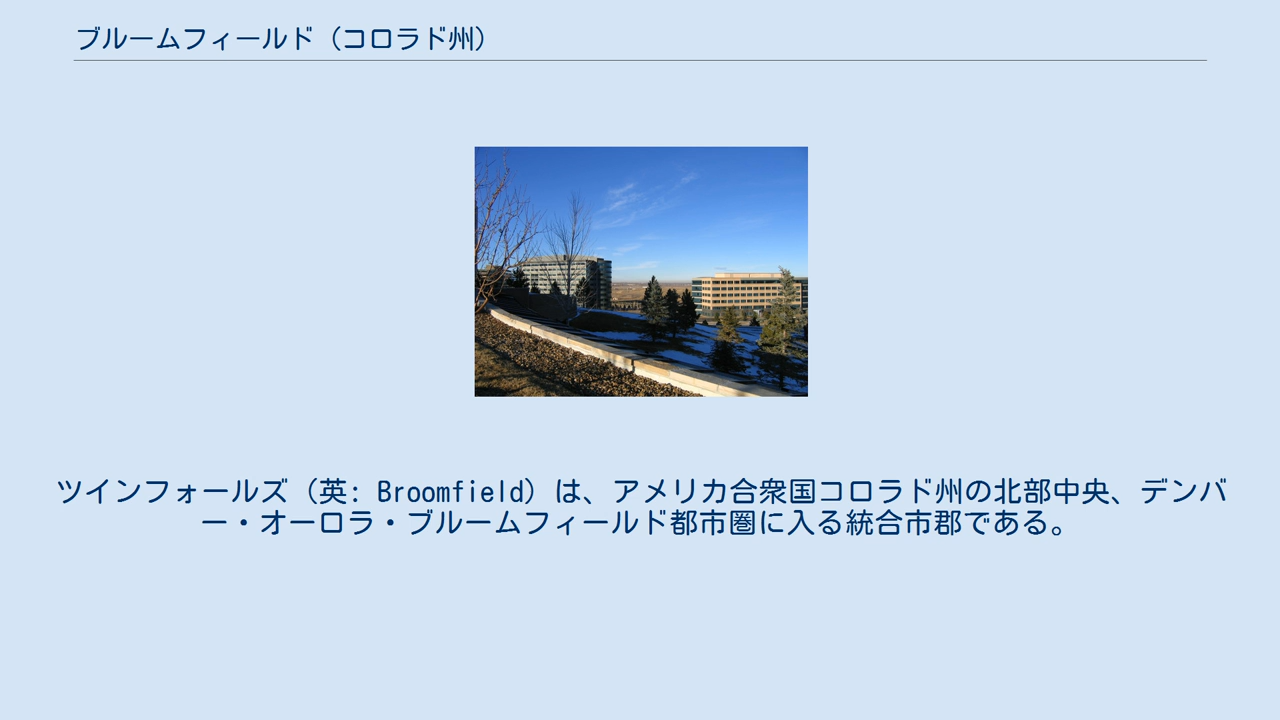 ブルームフィールド（コロラド州）
ツインフォールズ（英: Broomfield）は、アメリカ合衆国コロラド州の北部中央、デンバ
ー・オーロラ・ブルームフィールド都市圏に入る統合市郡である。